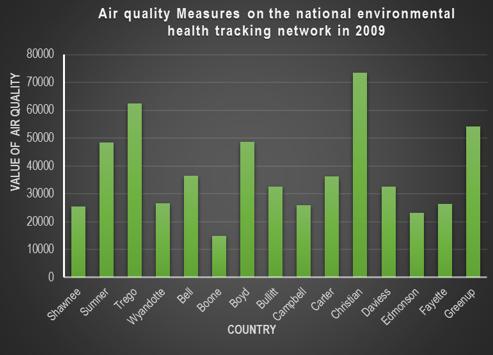 Air quality Measures on the national environmental
health tracking network in 2009
VALUE OF AIR QUALITY
80000
70000
60000
50000
40000
30000
20000
10000
0
Shawnee
Sumner
Trego
Wyandotte
Bell
Boone
Boyd
Bullitt
Campbell
Carter
Christian
Daviess
Edmonson
Fayette
Greenup
COUNTRY